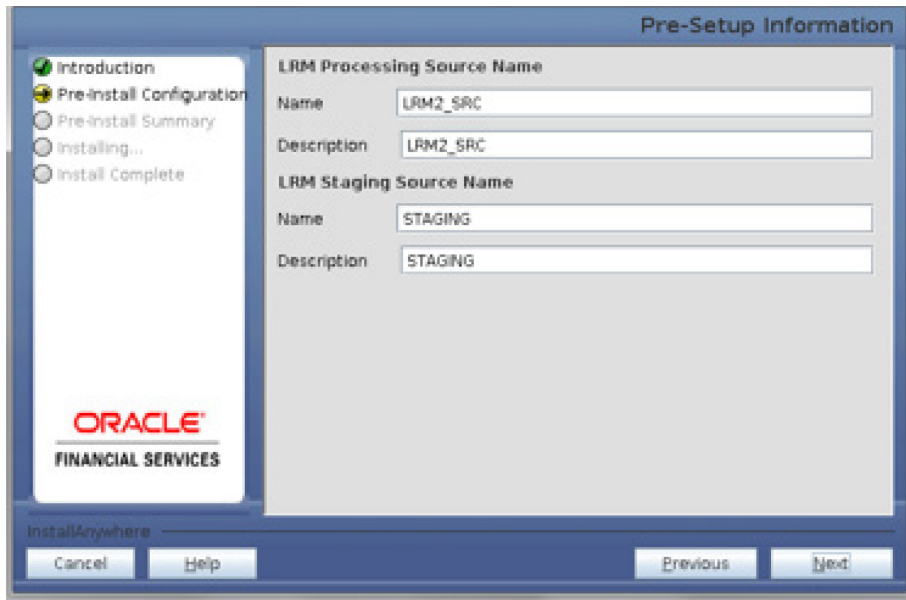 Pre-Setup Information
Introduction
Pre-Install Configuration
Pre-Install Summary
Installing...
Install Complete
ORACLE®
FINANCIAL SERVICES
LRM Processing Source Name
Name LRM2_SRC
Description LRM2_SRC
LRM Staging Source Name
Name STAGING
Description STAGING
InstallAnywhere
Cancel Help Previous Next